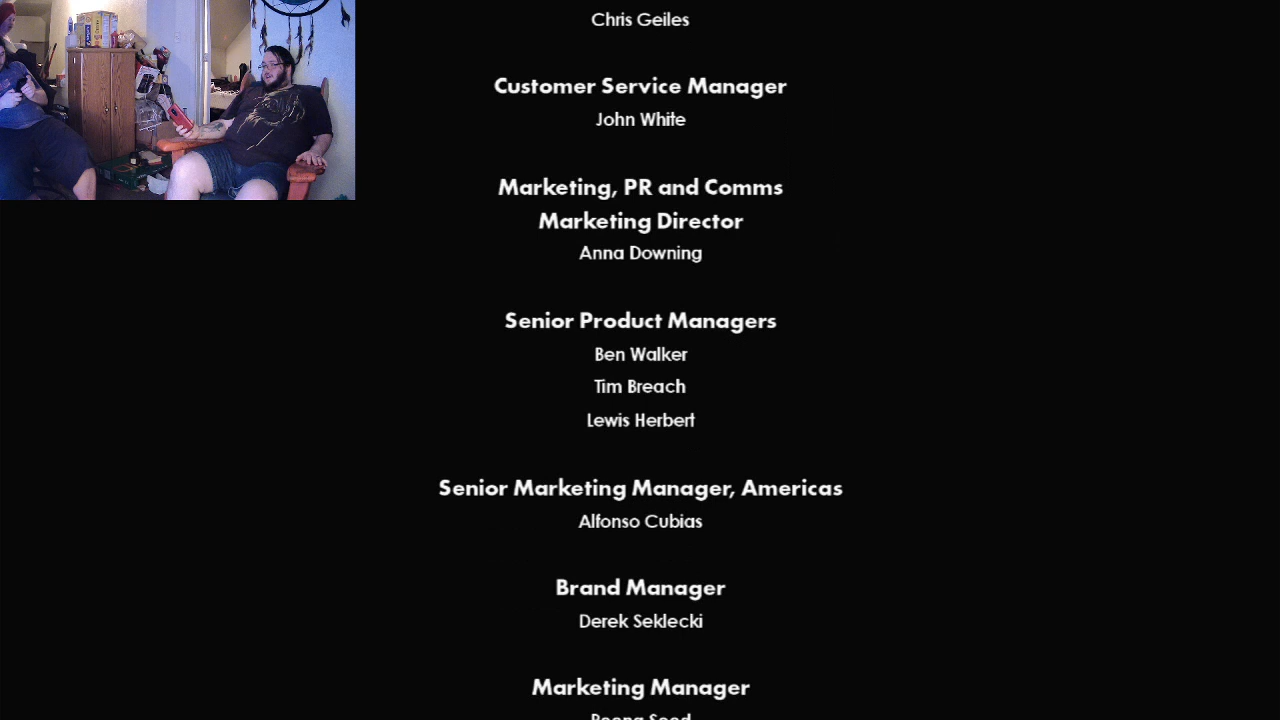 Chris Geiles
Customer Service Manager
John White
Marketing, PR and Comms
Marketing Director
Anna Downing
Senior Product Managers
Ben Walker
Tim Breach
Lewis Herbert
Senior Marketing Manager, Americas
Alfonso Cubias
Brand Manager
Derek Seklecki
Marketing Manager